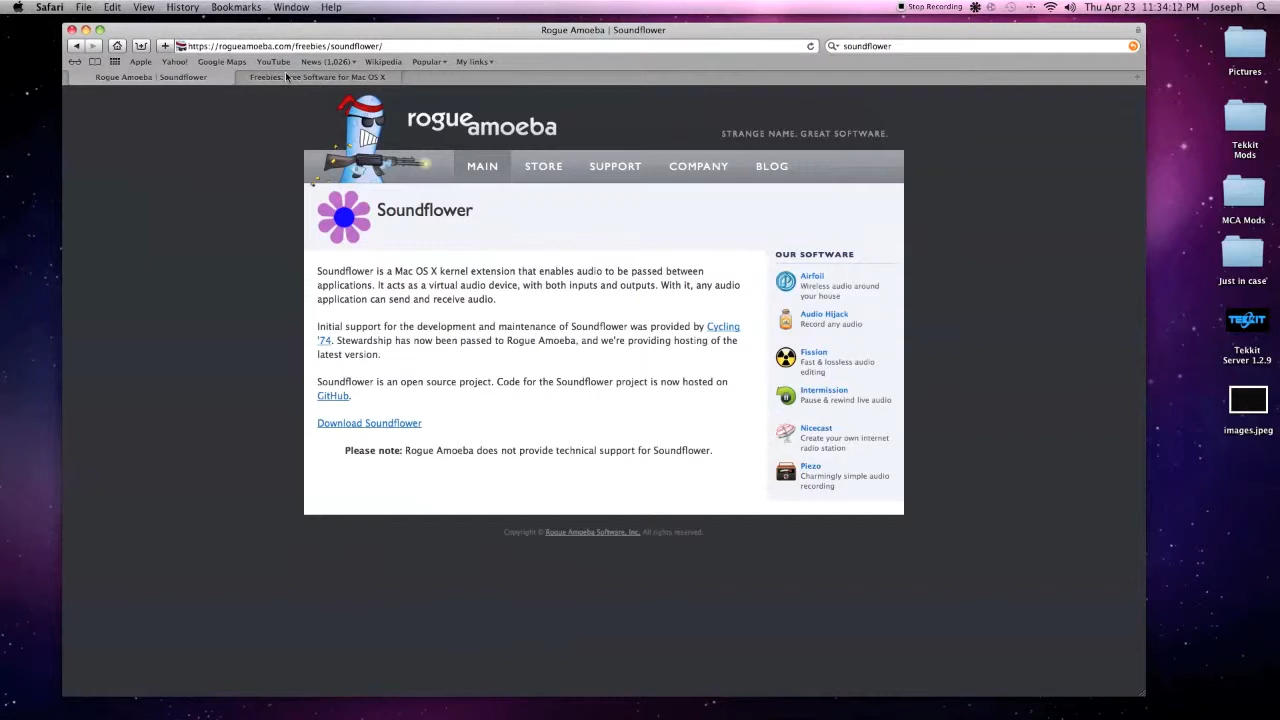 Safari File Edit View History Bookmarks Window Help
Stop Recording Thu Apr 23 11:34:12 PM Joseph
Rogue Amoeba | Soundflower
https://rogueamoeba.com/freebies/soundflower/
soundflower
Apple Yahoo! Google Maps YouTube News (1,026) Wikipedia Popular My links
Rogue Amoeba | Soundflower
Freebies: Free Software for Mac OS X
rogue amoeba
STRANGE NAME. GREAT SOFTWARE.
MAIN STORE SUPPORT COMPANY BLOG
Soundflower
Soundflower is a Mac OS X kernel extension that enables audio to be passed between
applications. It acts as a virtual audio device, with both inputs and outputs. With it, any audio
application can send and receive audio.
Initial support for the development and maintenance of Soundflower was provided by Cycling
'74. Stewardship has now been passed to Rogue Amoeba, and we're providing hosting of the
latest version.
Soundflower is an open source project. Code for the Soundflower project is now hosted on
GitHub.
Download Soundflower
Please note: Rogue Amoeba does not provide technical support for Soundflower.
OUR SOFTWARE
Airfoil
Wireless audio around
your house
Audio Hijack
Record any audio
Fission
Fast & lossless audio
editing
Intermission
Pause & rewind live audio
Nicecast
Create your own internet
radio station
Piezo
Charmingly simple audio
recording
Copyright © Rogue Amoeba Software, Inc. All rights reserved.
Pictures
Tekkit
Mods
MCA Mods
Just in case'
TEKKIT
Tekkit
Server 1.2.9
images.jpeg